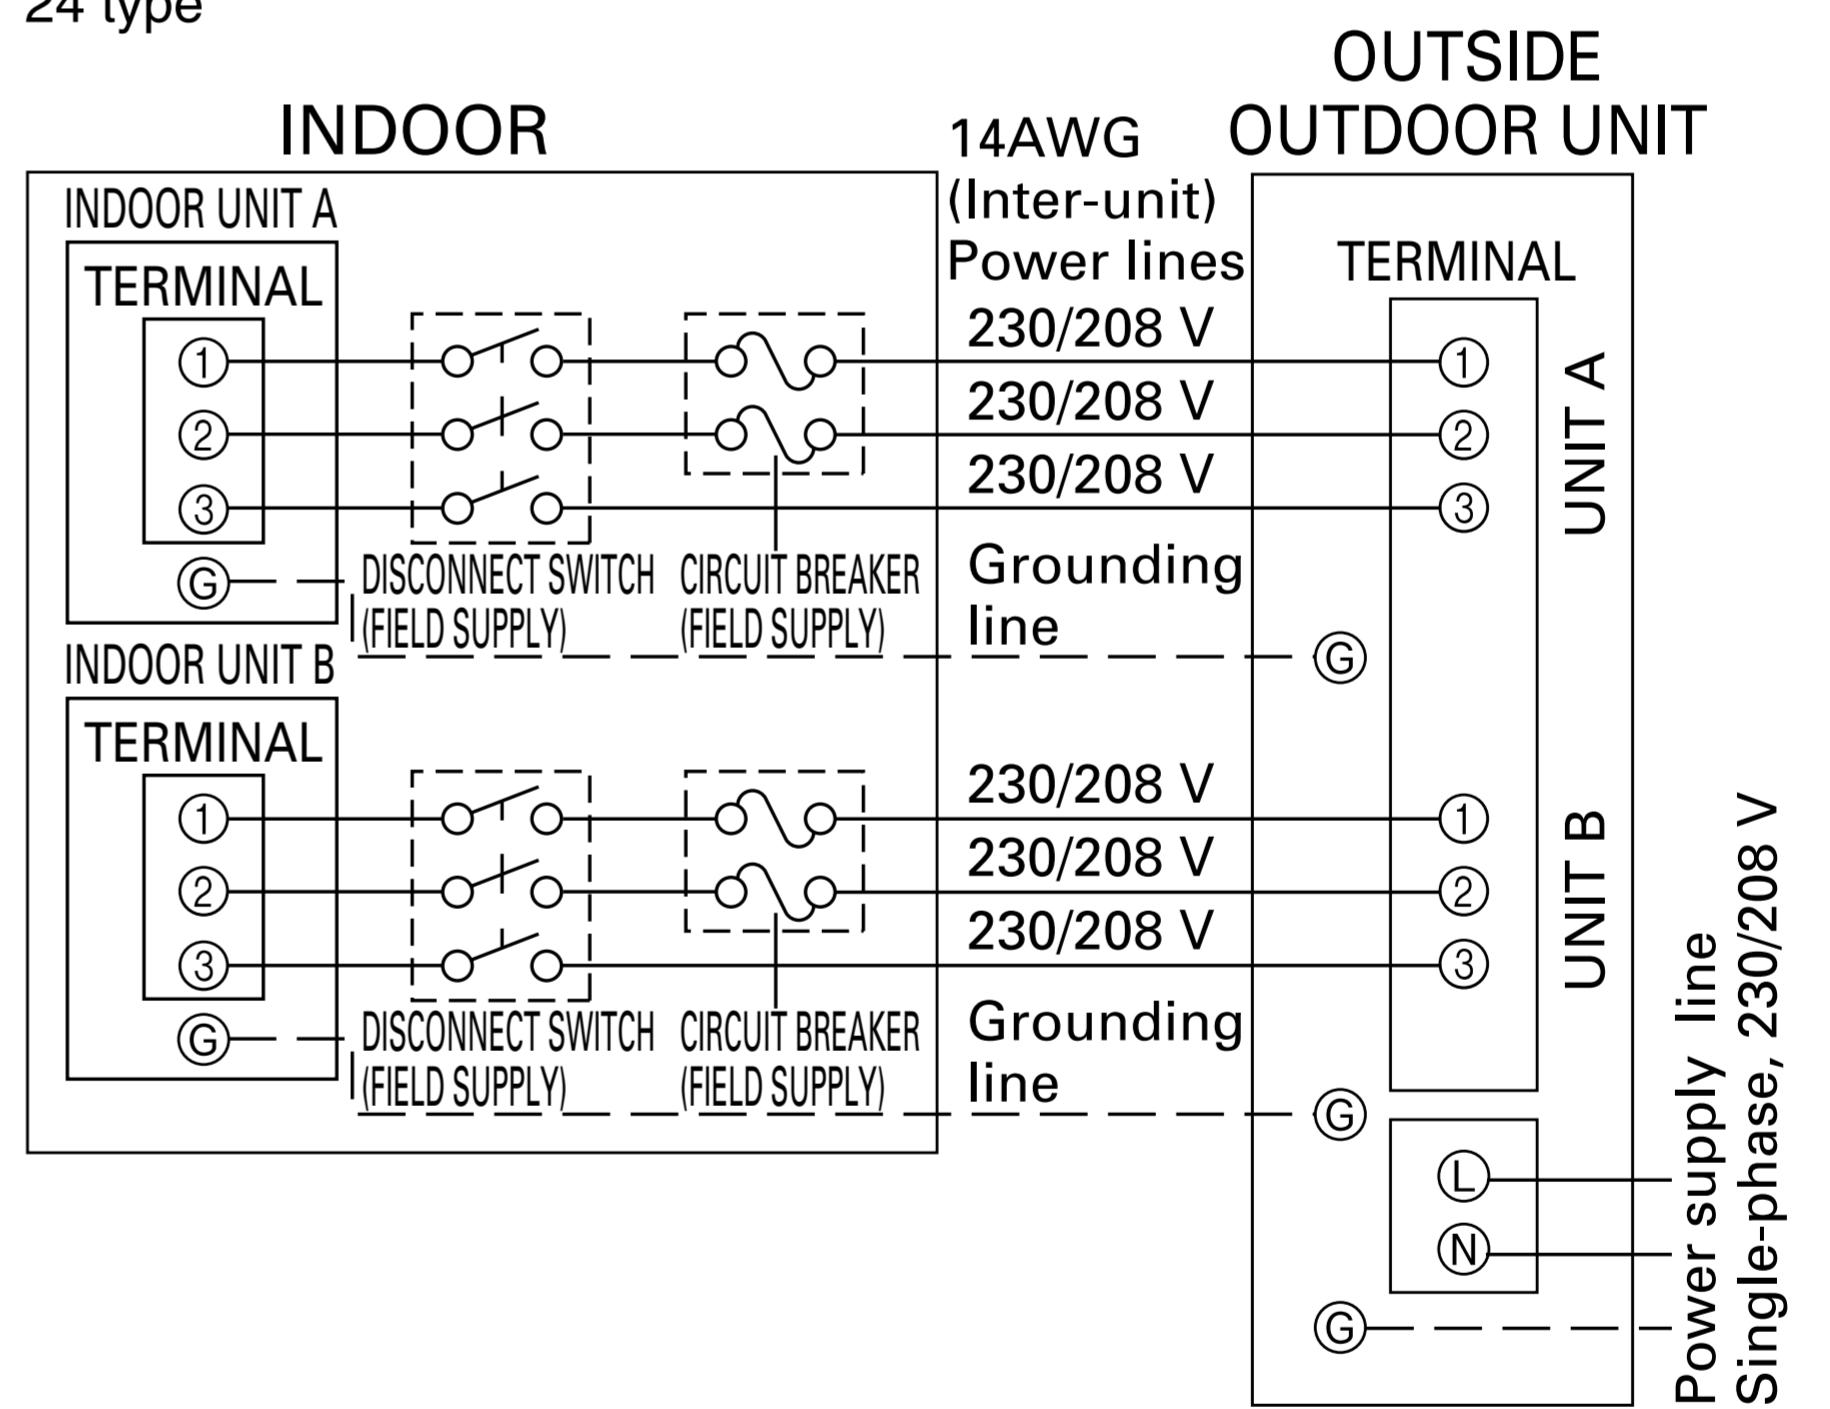 24 type
OUTSIDE
OUTDOOR UNIT
INDOOR
14AWG
(Inter-unit)
Power lines
INDOOR UNIT A
TERMINAL
1
2
3
G
DISCONNECT SWITCH
(FIELD SUPPLY)
CIRCUIT BREAKER
(FIELD SUPPLY)
230/208 V
230/208 V
230/208 V
Grounding
line
TERMINAL
1
2
3
UNIT A
G
INDOOR UNIT B
TERMINAL
1
2
3
G
DISCONNECT SWITCH
(FIELD SUPPLY)
CIRCUIT BREAKER
(FIELD SUPPLY)
230/208 V
230/208 V
230/208 V
Grounding
line
1
2
3
UNIT B
G
L
N
G
Power supply line
Single-phase, 230/208 V